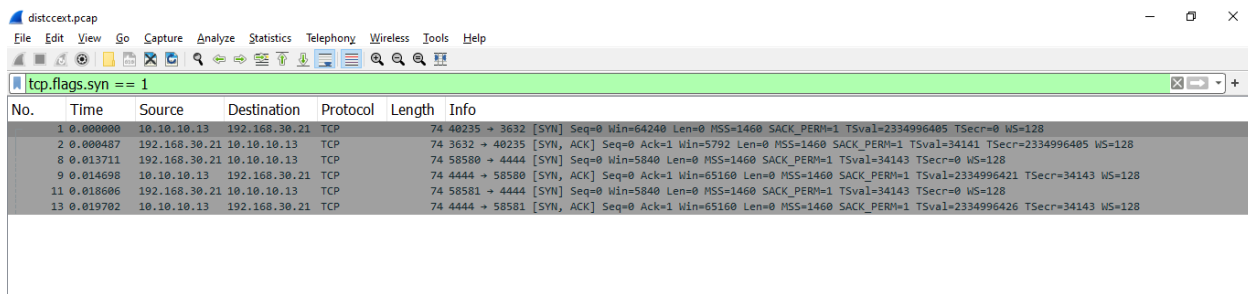 distccext.pcap
File Edit View Go Capture Analyze Statistics Telephony Wireless Tools Help
tcp.flags.syn == 1
No. Time Source Destination Protocol Length Info
1 0.000000 10.10.10.13 192.168.30.21 TCP 74 40235 → 3632 [SYN] Seq=0 Win=64240 Len=0 MSS=1460 SACK_PERM=1 TSval=2334996405 TSecr=0 WS=128
2 0.000487 192.168.30.21 10.10.10.13 TCP 74 3632 → 40235 [SYN, ACK] Seq=0 Ack=1 Win=5792 Len=0 MSS=1460 SACK_PERM=1 TSval=34141 TSecr=2334996405 WS=128
8 0.013711 192.168.30.21 10.10.10.13 TCP 74 58580 → 4444 [SYN] Seq=0 Win=5840 Len=0 MSS=1460 SACK_PERM=1 TSval=34143 TSecr=0 WS=128
9 0.014698 10.10.10.13 192.168.30.21 TCP 74 4444 → 58580 [SYN, ACK] Seq=0 Ack=1 Win=65160 Len=0 MSS=1460 SACK_PERM=1 TSval=2334996421 TSecr=34143 WS=128
11 0.018606 192.168.30.21 10.10.10.13 TCP 74 58581 → 4444 [SYN] Seq=0 Win=5840 Len=0 MSS=1460 SACK_PERM=1 TSval=34143 TSecr=0 WS=128
13 0.019702 10.10.10.13 192.168.30.21 TCP 74 4444 → 58581 [SYN, ACK] Seq=0 Ack=1 Win=65160 Len=0 MSS=1460 SACK_PERM=1 TSval=2334996426 TSecr=34143 WS=128